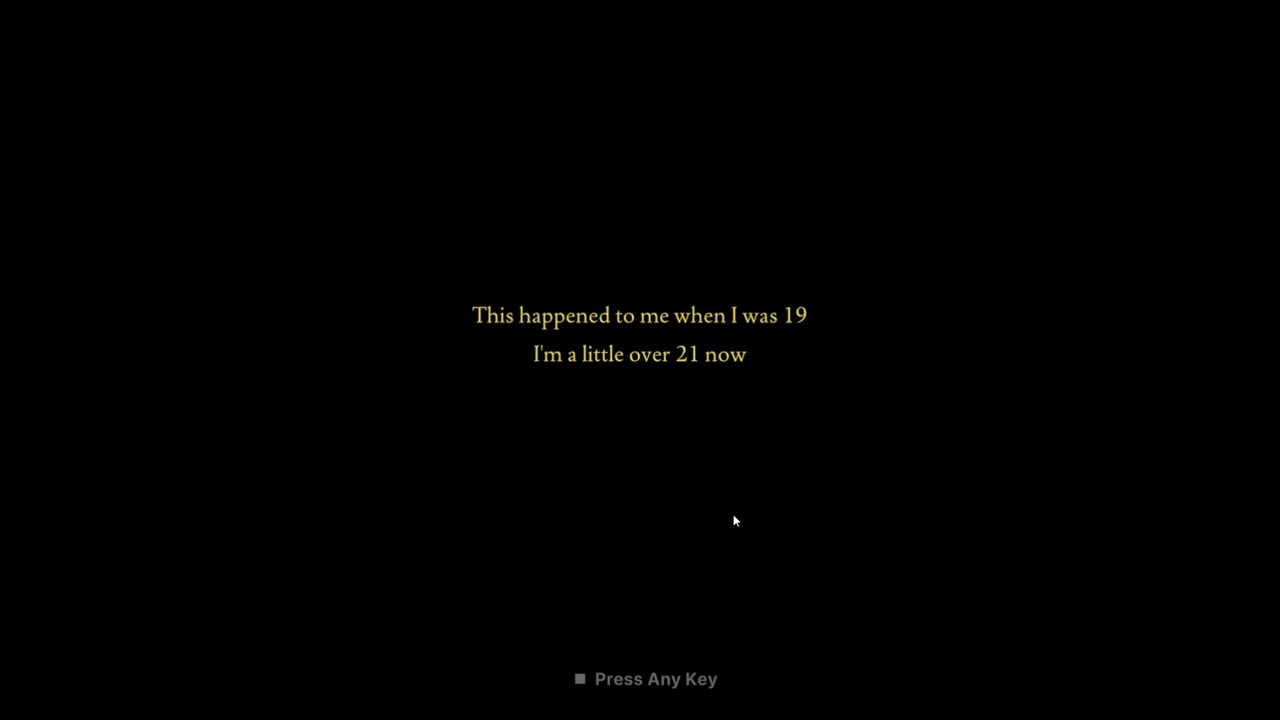 This happened to me when I was 19
I'm a little over 21 now
Press Any Key